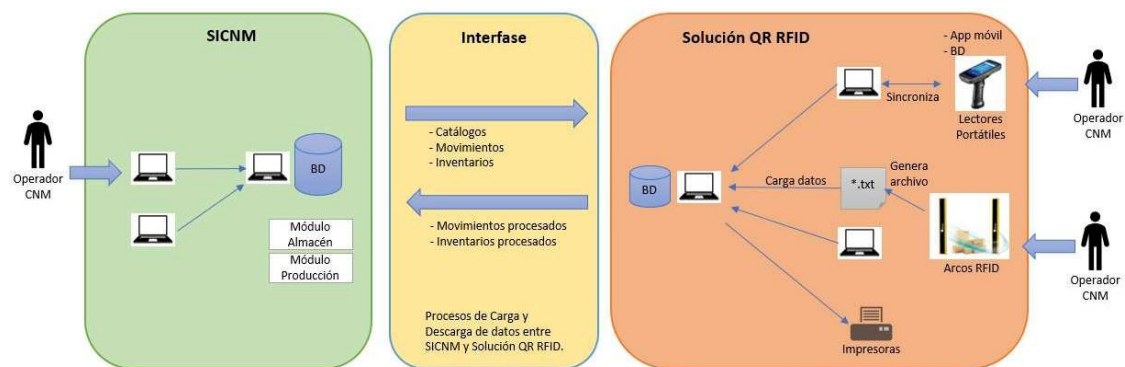 SICNM
Operador
CNM
BD
Módulo
Almacén
Módulo
Producción
Interfase
- Catálogos
- Movimientos
- Inventarios
- Movimientos procesados
- Inventarios procesados
Procesos de Carga y
Descarga de datos entre
SICNM y Solución QR RFID.
Solución QR RFID
- App móvil
- BD
Sincroniza
Lectores
Portátiles
Operador
CNM
BD
Carga datos
*.txt
Genera
archivo
Arcos RFID
Operador
CNM
Impresoras